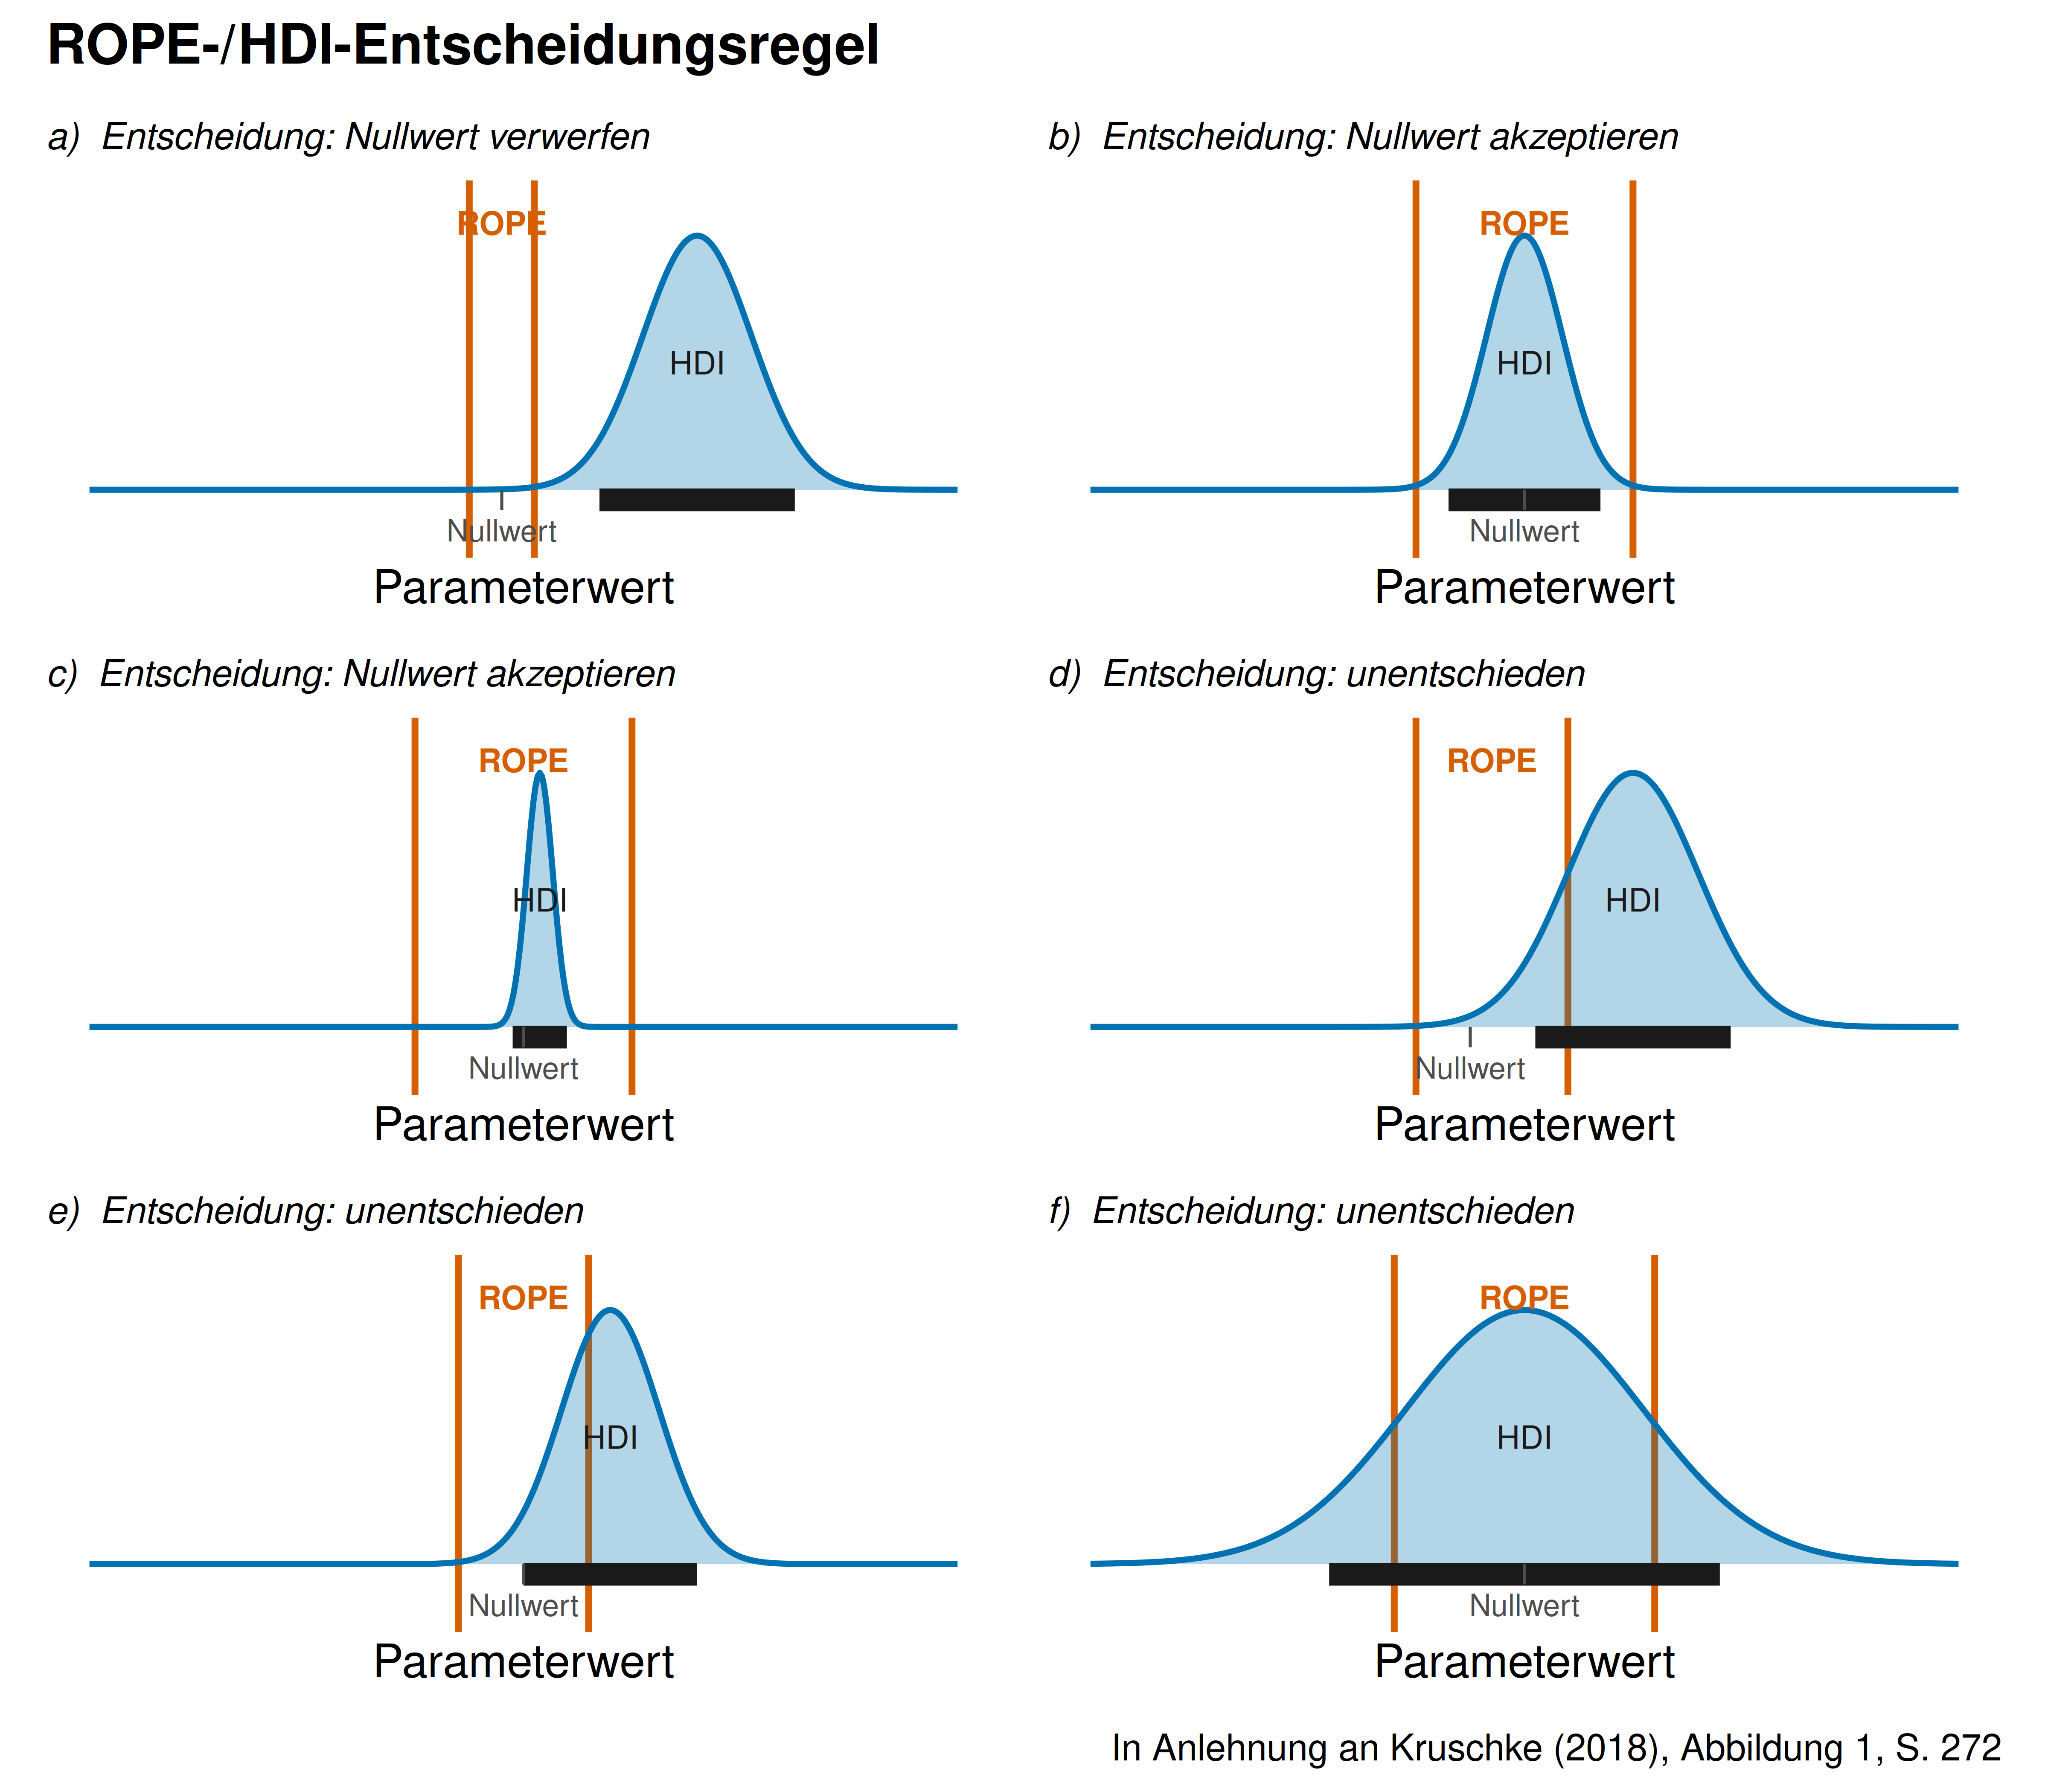 ROPE-/HDI-Entscheidungsregel
a) Entscheidung: Nullwert verwerfen
ROPE
HDI
Nullwert
Parameterwert
b) Entscheidung: Nullwert akzeptieren
ROPE
HDI
Nullwert
Parameterwert
c) Entscheidung: Nullwert akzeptieren
ROPE
HDI
Nullwert
Parameterwert
d) Entscheidung: unentschieden
ROPE
HDI
Nullwert
Parameterwert
e) Entscheidung: unentschieden
ROPE
HDI
Nullwert
Parameterwert
f) Entscheidung: unentschieden
ROPE
HDI
Nullwert
Parameterwert
In Anlehnung an Kruschke (2018), Abbildung 1, S. 272